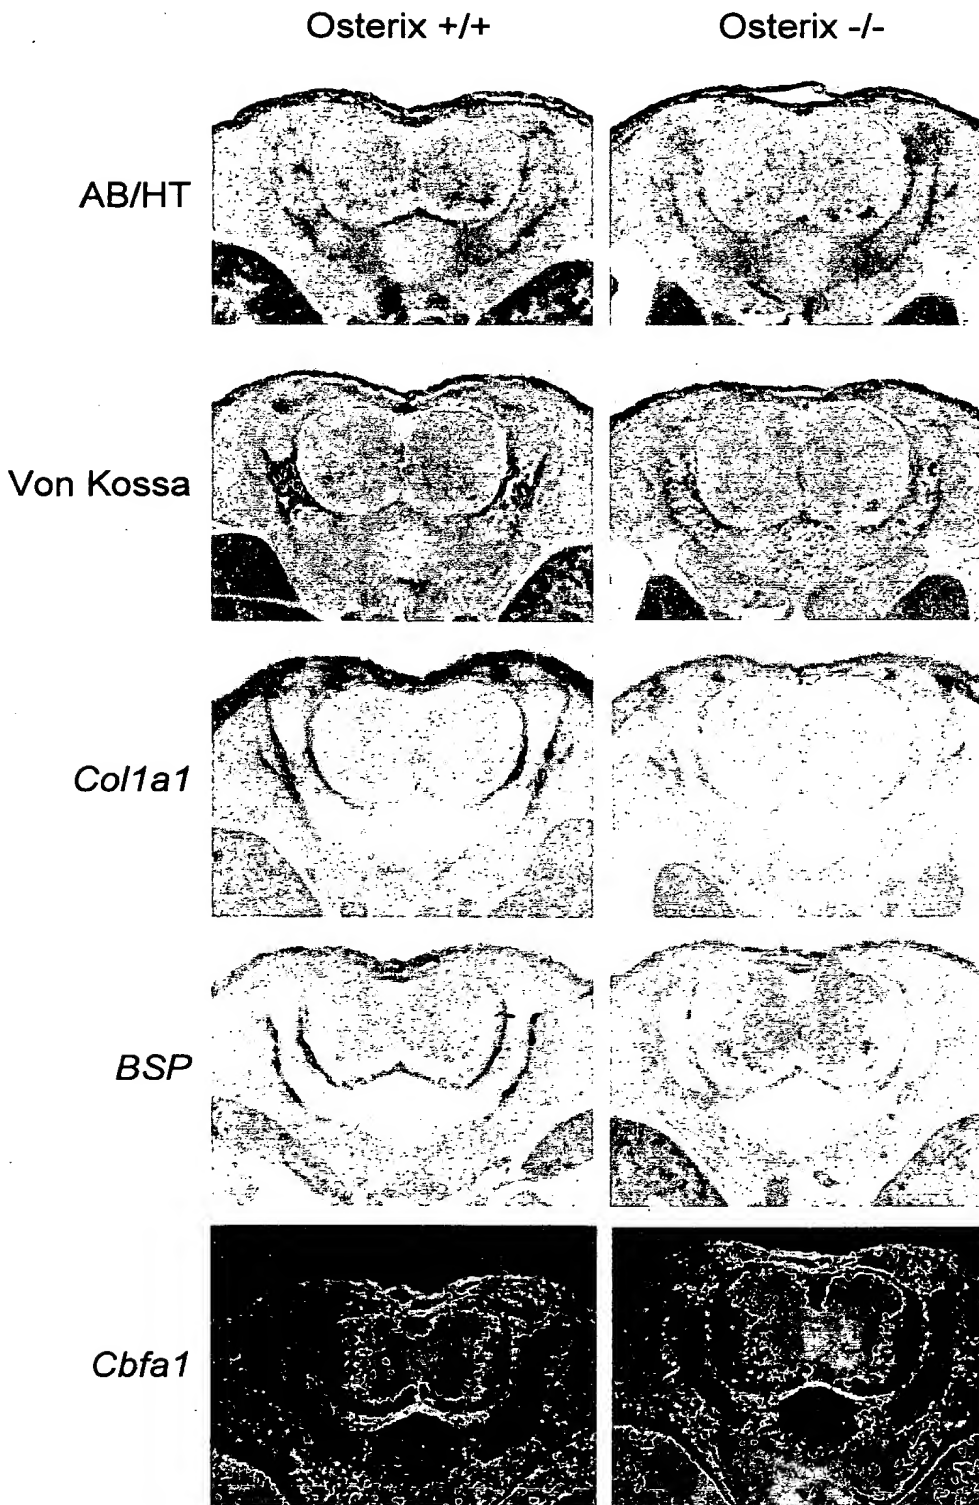 Osterix +/+ Osterix -/-
AB/HT
Von Kossa
Col1a1
BSP
Cbfa1